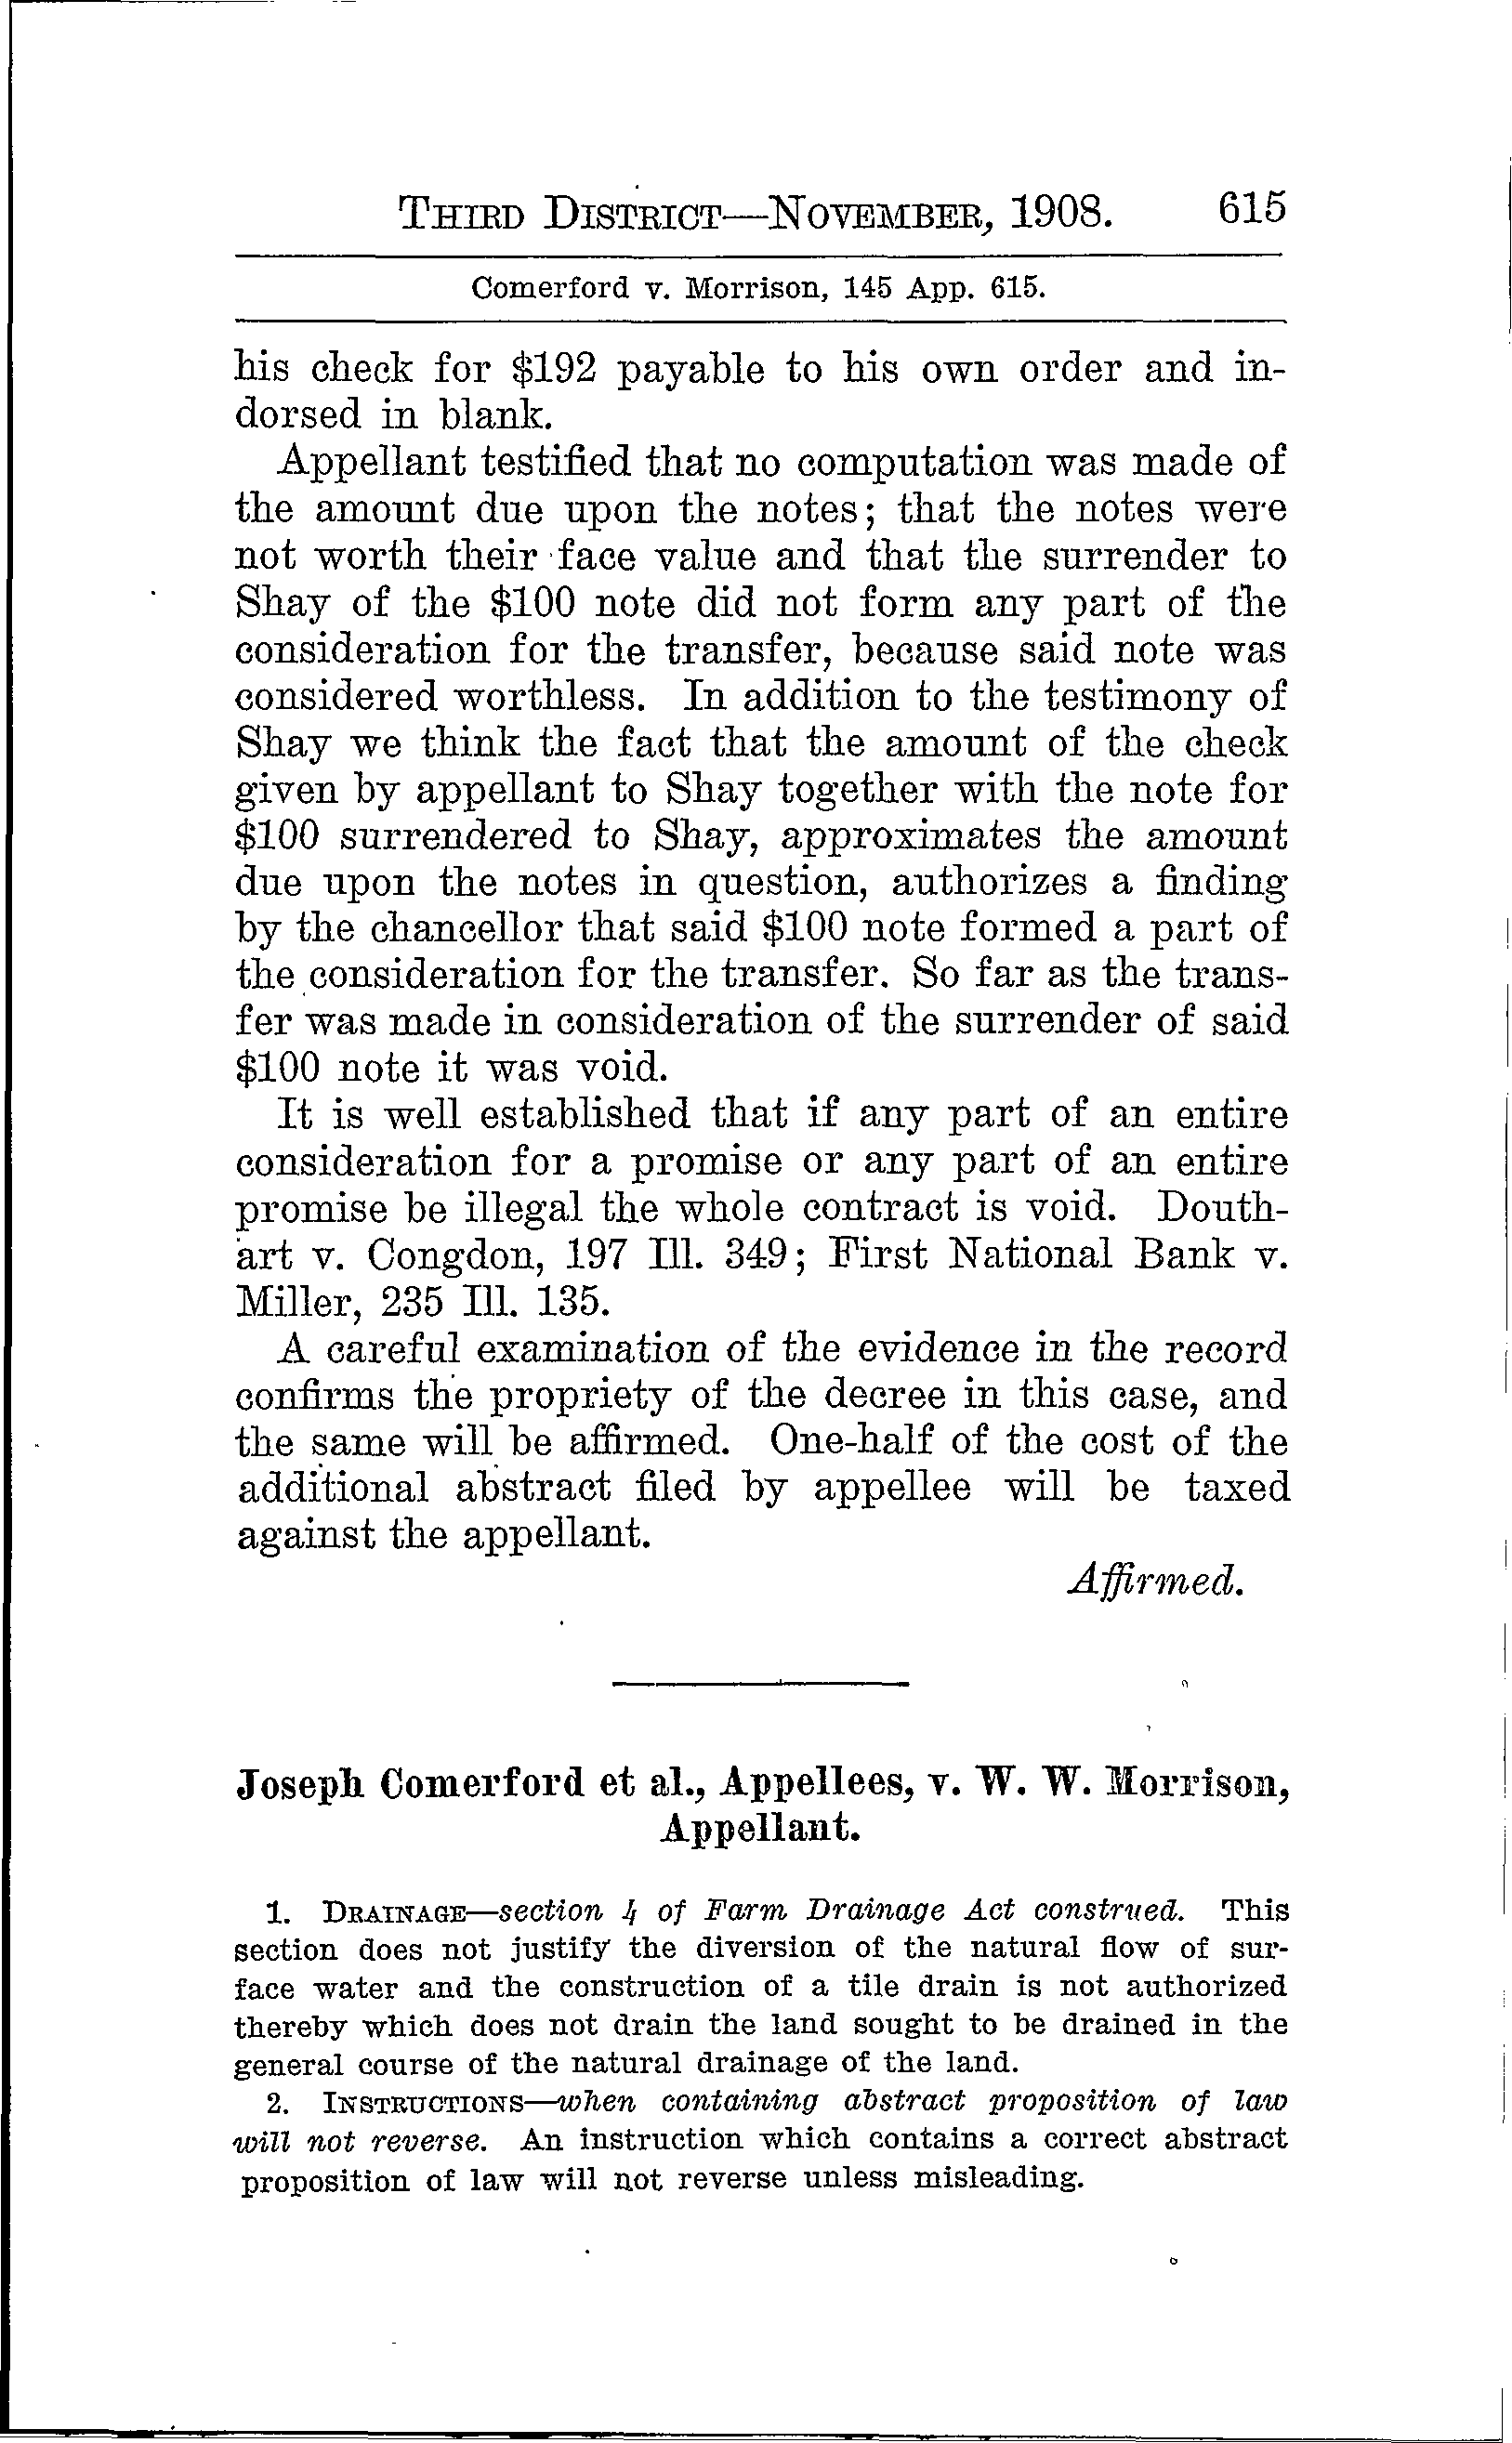 THIRD DISTRICT—NOVEMBER, 1908. 615
Comerford v. Morrison, 145 App. 615.
his check for $192 payable to his own order and in-
dorsed in blank.
Appellant testified that no computation was made of
the amount due upon the notes; that the notes were
not worth their face value and that the surrender to
Shay of the $100 note did not form any part of the
consideration for the transfer, because said note was
considered worthless. In addition to the testimony of
Shay we think the fact that the amount of the check
given by appellant to Shay together with the note for
$100 surrendered to Shay, approximates the amount
due upon the notes in question, authorizes a finding
by the chancellor that said $100 note formed a part of
the consideration for the transfer. So far as the trans-
fer was made in consideration of the surrender of said
$100 note it was void.
It is well established that if any part of an entire
consideration for a promise or any part of an entire
promise be illegal the whole contract is void. Douth-
art v. Congdon, 197 Ill. 349; First National Bank v.
Miller, 235 Ill. 135.
A careful examination of the evidence in the record
confirms the propriety of the decree in this case, and
the same will be affirmed. One-half of the cost of the
additional abstract filed by appellee will be taxed
against the appellant.
Affirmed.
Joseph Comerford et al., Appellees, v. W. W. Morrison,
Appellant.
1. DRAINAGE—section 4 of Farm Drainage Act construed. This
section does not justify the diversion of the natural flow of sur-
face water and the construction of a tile drain is not authorized
thereby which does not drain the land sought to be drained in the
general course of the natural drainage of the land.
2. INSTRUCTIONS—when containing abstract proposition of law
will not reverse. An instruction which contains a correct abstract
proposition of law will not reverse unless misleading.